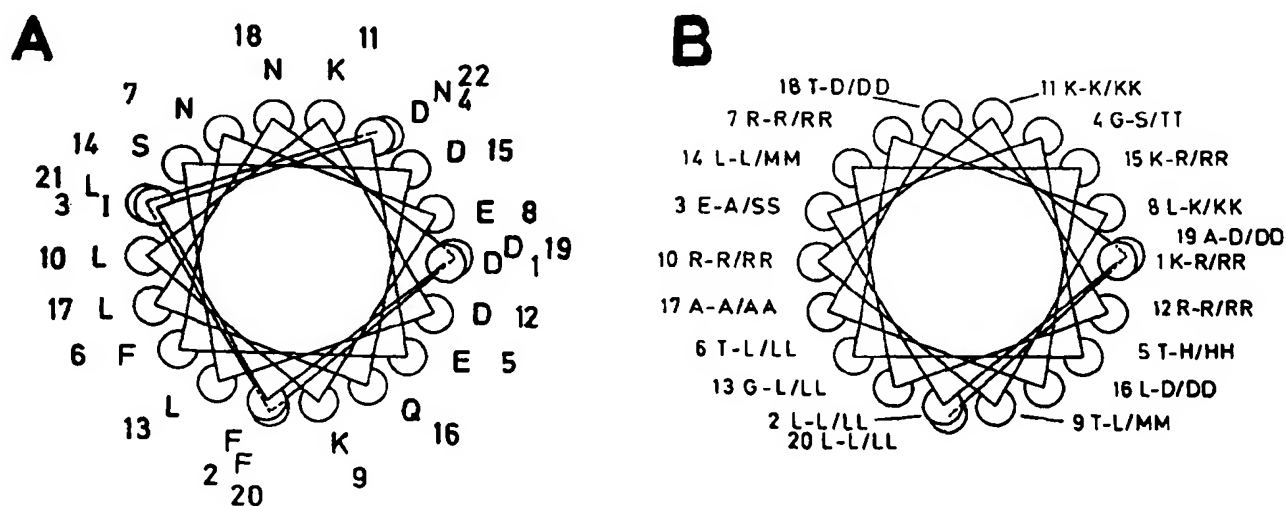 A
18 11
N K
7 N 22
N D 4
14 S D 15
21 L
3 I E 8
D D 1 19
10 L
17 L D 12
6 F E 5
13 L Q 16
F K
2 F 9
20
B
18 T-D/DD 11 K-K/KK
7 R-R/RR 4 G-S/TT
14 L-L/MM 15 K-R/RR
3 E-A/SS 8 L-K/KK
19 A-D/DD
10 R-R/RR 1 K-R/RR
17 A-A/AA 12 R-R/RR
6 T-L/LL 5 T-H/HH
13 G-L/LL 16 L-D/DD
2 L-L/LL 9 T-L/MM
20 L-L/LL